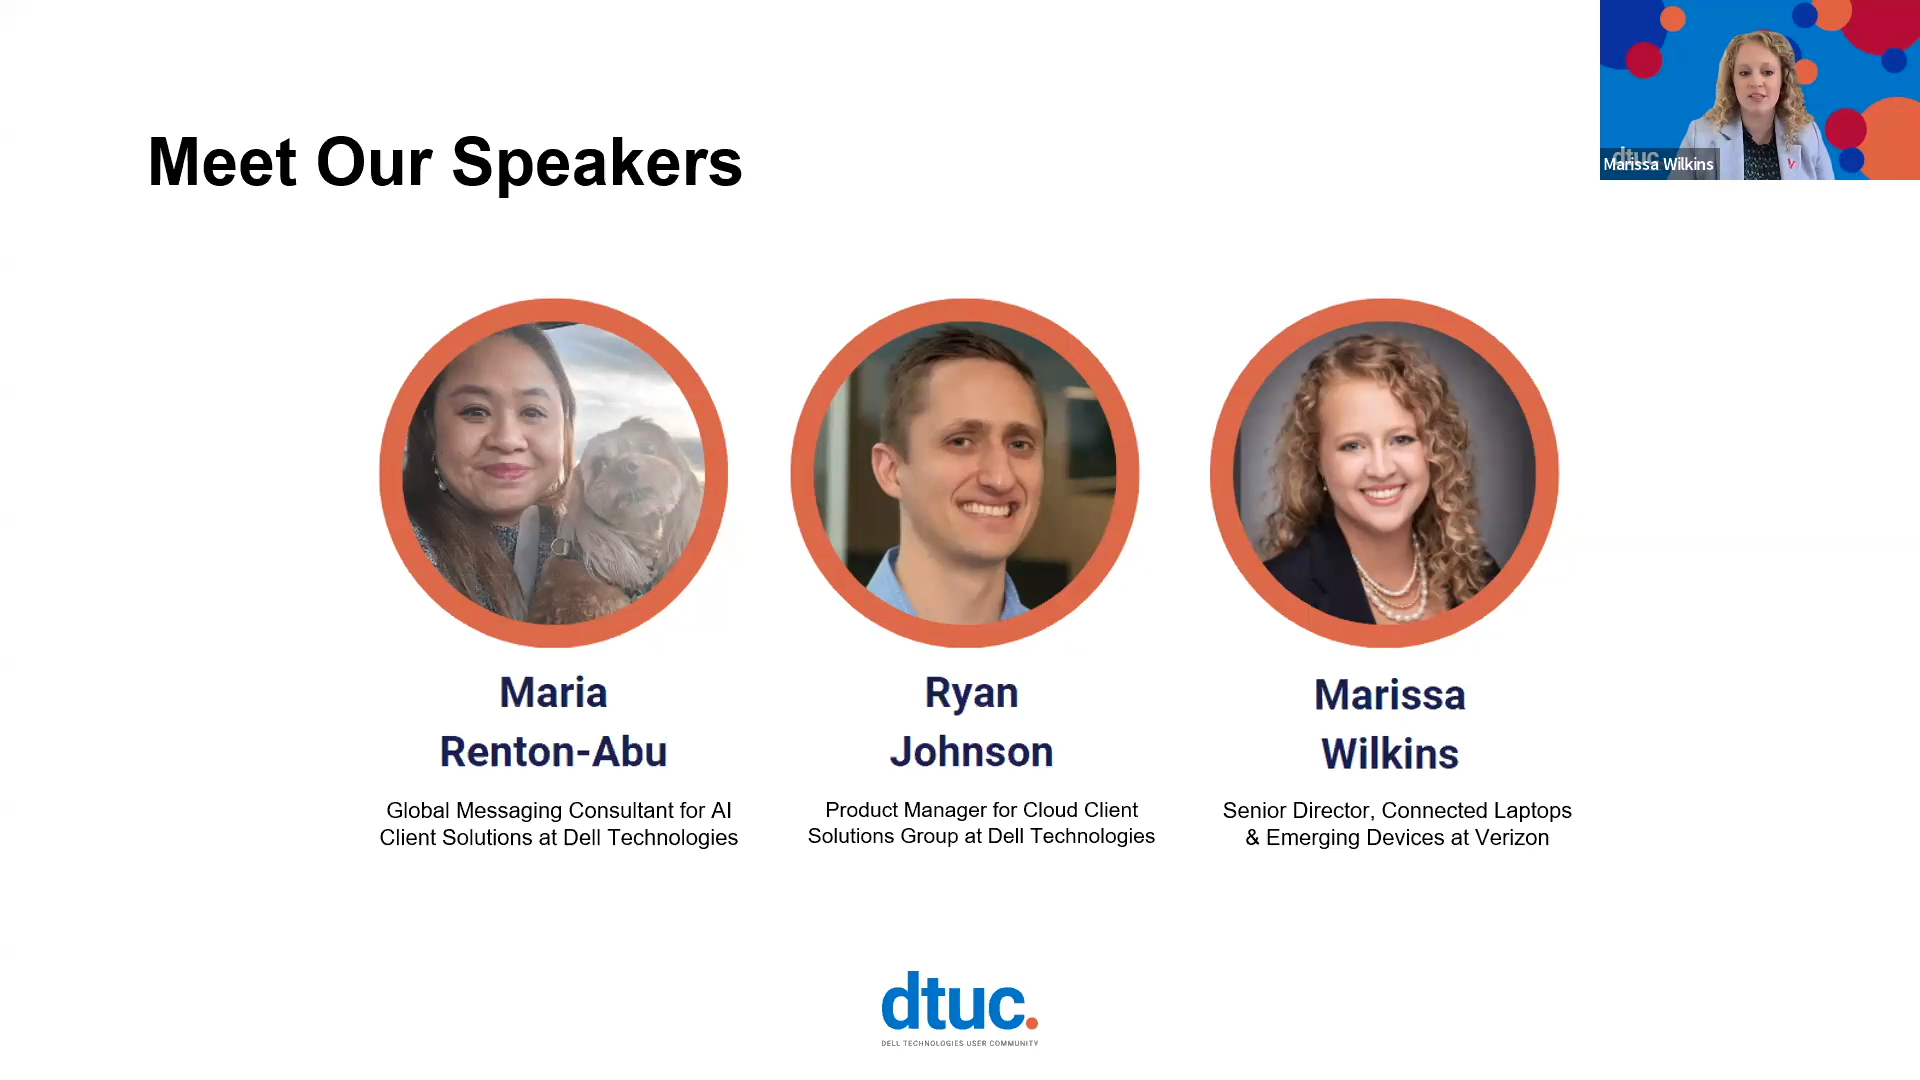 Meet Our Speakers
dtuc
Marissa Wilkins
Maria
Renton-Abu
Global Messaging Consultant for AI
Client Solutions at Dell Technologies
Ryan
Johnson
Product Manager for Cloud Client
Solutions Group at Dell Technologies
Marissa
Wilkins
Senior Director, Connected Laptops
& Emerging Devices at Verizon
dtuc.
DELL TECHNOLOGIES USER COMMUNITY